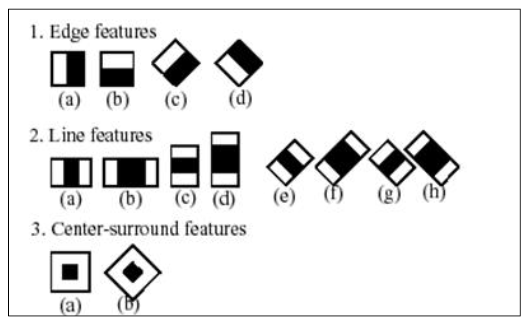 1. Edge features
(a) (b) (c) (d)
2. Line features
(a) (b) (c) (d) (e) (f) (g) (h)
3. Center-surround features
(a) (b)